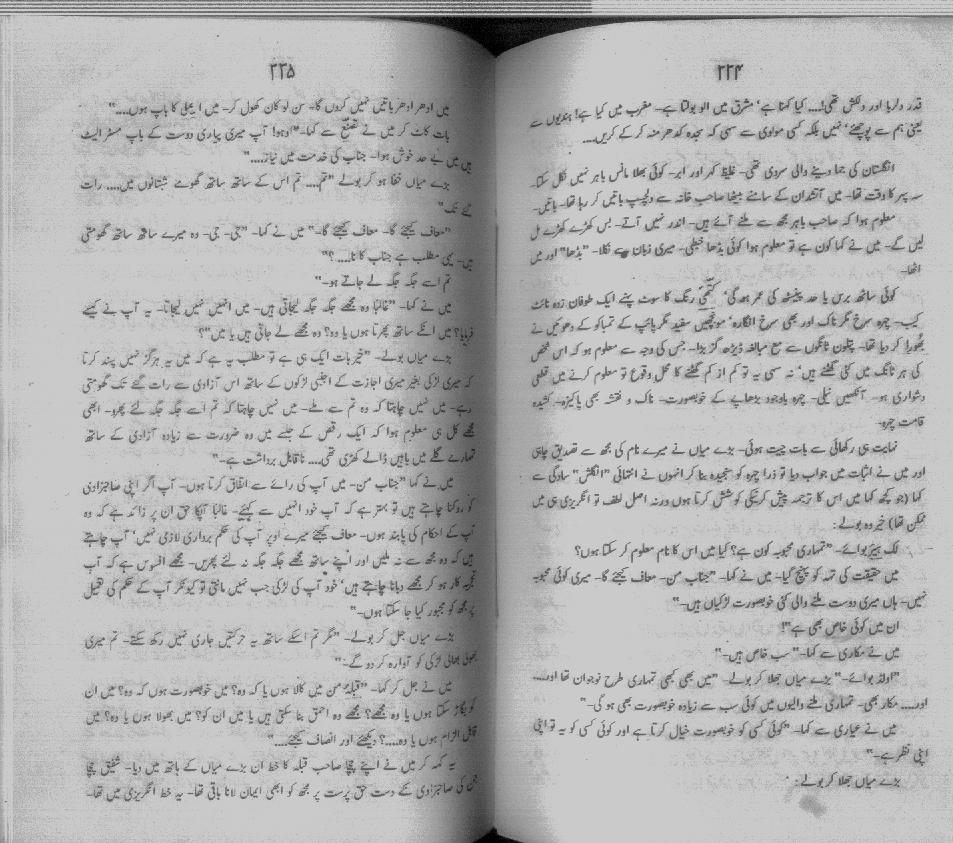 ۲۲۴
قدر دلربا اور دلکش تھی!.... کیا کہنا ہے، مشرق میں الو بولتا ہے۔ مغرب میں کیا ہے! ہندیوں سے
یعنی ہم سے پوچھئے، نہیں بلکہ کسی مولوی سے سہی کہ سجدہ کدھر منہ کر کے کریں....
انگلستان کی جما دینے والی سردی تھی۔ غلیظ کہر اور ابر۔ کوئی بھلا مانس باہر نہیں نکل سکتا۔
سہ پہر کا وقت تھا۔ میں آتشدان کے سامنے بیٹھا صاحب خانہ سے دلچسپ باتیں کر رہا تھا۔ باتیں۔
معلوم ہوا کہ صاحب باہر مجھ سے ملنے آئے ہیں۔ اندر نہیں آتے۔ بس کھڑے کھڑے مل
لیں گے۔ میں نے کہا کون ہے تو معلوم ہوا کوئی بڈھا خبطی۔ میری زبان سے نکلا۔ "بڈھا" اور میں
اٹھا۔
کوئی ساٹھ برس یا حد پینسٹھ کی عمر ہو گی، کتھئی رنگ کا سوٹ پہنے ایک طوفان زدہ نائٹ
کیپ۔ چہرہ سرخ مگر ناک اور بھی سرخ انگارہ، مونچھیں سفید مگر پائپ کے تمباکو کے دھوئیں نے
بھورا کر دیا تھا۔ پتلون ٹانگوں سے مع مبالغہ ڈیڑھ گز بڑا۔ جس کی وجہ سے معلوم ہو کہ اس شخص
کی ہر ٹانگ میں کئی گھٹنے ہیں، نہ سہی یہ تو کم از کم گھٹنے کا محل وقوع تو معلوم کرنے میں قطعی
دشواری ہو۔ آنکھیں نیلی۔ چہرہ باوجود بڑھاپے کے خوبصورت۔ ناک و نقشہ بھی پاکیزہ۔ کشیدہ
قامت چہرہ۔
نہایت ہی رکھائی سے بات چیت ہوئی۔ بڑے میاں نے میرے نام کی مجھ سے تصدیق چاہی
اور میں نے اثبات میں جواب دیا تو ذرا چہرہ کو سنجیدہ بنا کر انہوں نے انتہائی "انگلش" سادگی سے
کہا (جو کچھ کہا میں اس کا ترجمہ پیش کرنیکی کوشش کرتا ہوں ورنہ اصل لطف تو انگریزی ہی میں
ممکن تھا) خیر وہ بولے:
"تمہاری محبوبہ کون ہے؟ کیا میں اس کا نام معلوم کر سکتا ہوں؟
میں حقیقت کی تہہ کو پہنچ گیا۔ میں نے کہا۔ "جناب من۔ معاف کیجئے گا۔ میری کوئی محبوبہ
نہیں۔ ہاں میری دوست ملنے والی کئی خوبصورت لڑکیاں ہیں۔"
ان میں کوئی خاص بھی ہے"!
میں نے مکاری سے کہا۔ "سب خاص ہیں۔"
"اولڈ بوائے۔" بڑے میاں جھلا کر بولے۔ "میں بھی کبھی تمہاری طرح نوجوان تھا اور....
اور.... مکار بھی۔ تمہاری ملنے والیوں میں کوئی سب سے زیادہ خوبصورت بھی ہو گی۔"
میں نے عیاری سے کہا۔ "کوئی کسی کو خوبصورت خیال کرتا ہے اور کوئی کسی کو یہ تو اپنی
اپنی نظر ہے۔"
بڑے میاں جھلا کر بولے:
۲۲۵
میں ادھر ادھر باتیں نہیں کروں گا۔ سن لو کان کھول کر۔ میں ایملی کا باپ ہوں...."
بات کاٹ کر میں نے تصنع سے کہا۔ "اوہو! آپ میری پیاری دوست کے باپ مسٹر ایلیٹ
ہیں میں بے حد خوش ہوا۔ جناب کی خدمت میں نیاز...."
بڑے میاں خفا ہو کر بولے "تم.... تم اس کے ساتھ ساتھ گھومے شبستانوں میں.... رات
گئے تک"
"معاف کیجئے گا۔ معاف کیجئے گا۔" میں نے کہا۔ "جی۔ جی۔ وہ میرے ساتھ ساتھ گھومتی
ہیں۔ یہی مطلب ہے جناب کا نا....؟"
تم اسے جگہ جگہ لے جاتے ہو۔"
میں نے کہا۔ "غالبا وہ مجھے جگہ جگہ لیجاتی ہیں۔ میں انہیں نہیں لیجاتا۔ یہ آپ نے کیسے
فرمایا؟ میں انکے ساتھ پھرتا ہوں یا وہ؟ وہ مجھے لے جاتی ہیں یا میں"؟
بڑے میاں بولے۔ "خیر بات ایک ہی ہے تو مطلب یہ ہے کہ میں یہ ہرگز نہیں پسند کرتا
کہ میری لڑکی بغیر میری اجازت کے اجنبی لڑکوں کے ساتھ اس آزادی سے رات گئے تک گھومتی
رہے۔ میں نہیں چاہتا کہ وہ تم سے ملے۔ میں نہیں چاہتا کہ تم اسے جگہ جگہ لئے پھرو۔ ابھی
مجھے کل ہی معلوم ہوا کہ ایک رقص کے جلسے میں وہ ضرورت سے زیادہ آزادی کے ساتھ
تمہارے گلے میں باہیں ڈالے کھڑی تھی.... ناقابل برداشت ہے۔"
میں نے کہا "جناب من۔ میں آپ کی رائے سے اتفاق کرتا ہوں۔ آپ اگر اپنی صاحبزادی
کو روکنا چاہتے ہیں تو بہتر ہے کہ آپ خود انھیں سے کہئے۔ غالبا آپکا حق ان پر زائد ہے کہ وہ
آپ کے احکام کی پابند ہوں۔ معاف کیجئے میرے اوپر آپ کی حکم برداری لازمی نہیں، آپ چاہتے
ہیں کہ وہ مجھ سے نہ ملیں اور اپنے ساتھ مجھے جگہ جگہ نہ لئے پھریں۔ مجھے افسوس ہے کہ آپ
تجربہ کار ہو کر مجھے دبانا چاہتے ہیں، خود آپ کی لڑکی جب نہیں مانتی تو کیونکر آپ کے حکم کی تعمیل
پر مجھ کو مجبور کیا جا سکتا ہوں۔"
بڑے میاں جل کر بولے۔ "مگر تم اسکے ساتھ یہ حرکتیں جاری نہیں رکھ سکتے۔ تم میری
بھولی بھالی لڑکی کو آوارہ کر دو گے:"
میں نے جل کر کہا۔ "قبلۂ من میں کالا ہوں یا کہ وہ؟ میں خوبصورت ہوں کہ وہ؟ میں ان
کو بگاڑ سکتا ہوں یا وہ مجھے؟ مجھے وہ احمق بنا سکتی ہیں یا میں ان کو؟ میں بھولا ہوں یا وہ؟ میں
قابل الزام ہوں یا وہ....؟ دیکھئے اور انصاف کیجئے...."
یہ کہہ کر میں نے اپنے چچا صاحب قبلہ کا خط ان بڑے میاں کے ہاتھ میں دیا۔ شفیق چچا
جن کی صاحبزادی کے دست حق پرست پر مجھ کو ابھی ایمان لانا باقی تھا۔ یہ خط انگریزی میں تھا۔